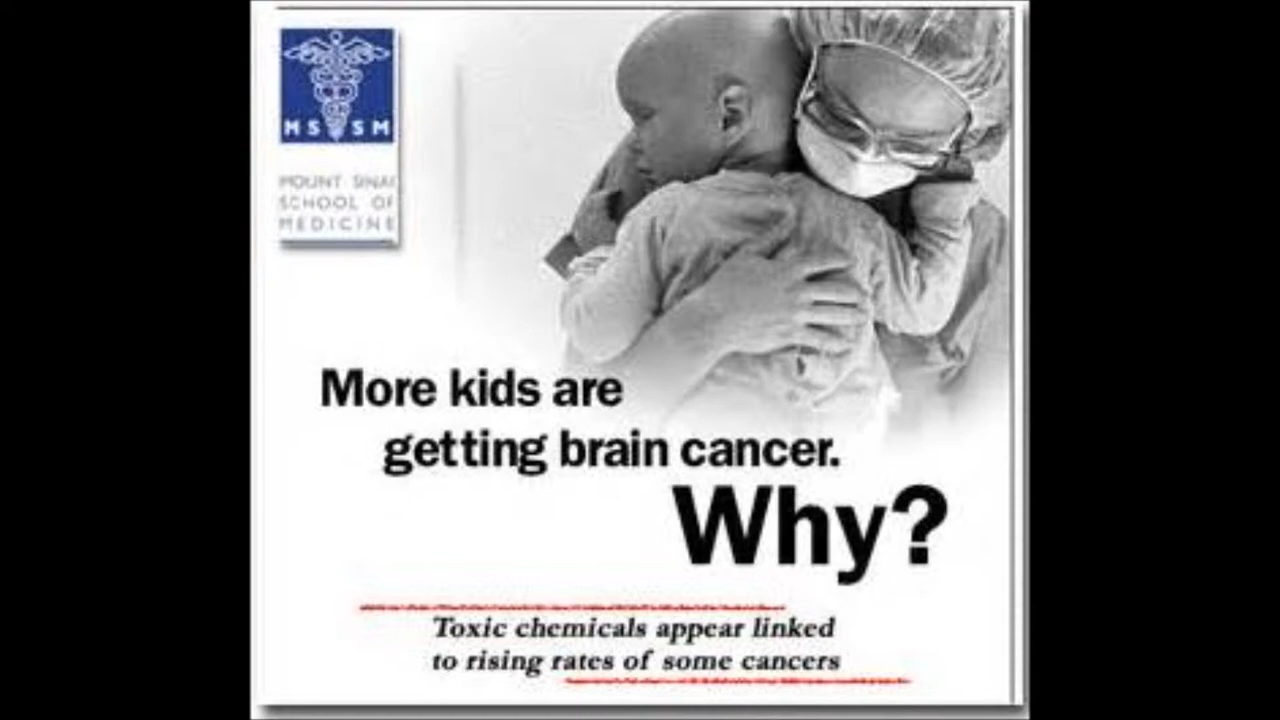 MSSM
MOUNT SINAI
SCHOOL OF
MEDICINE
More kids are
getting brain cancer.
Why?
Toxic chemicals appear linked
to rising rates of some cancers